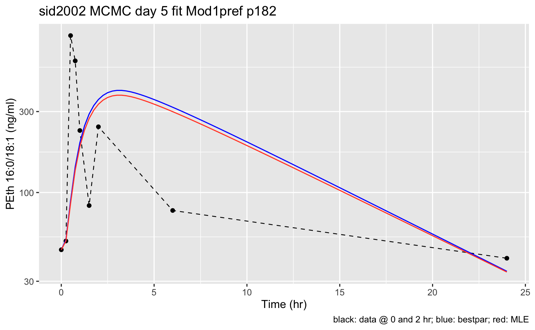 sid2002 MCMC day 5 fit Mod1pref p182
PEth 16:0/18:1 (ng/ml)
300
100
30
0
5
10
15
20
25
Time (hr)
black: data @ 0 and 2 hr; blue: bestpar; red: MLE